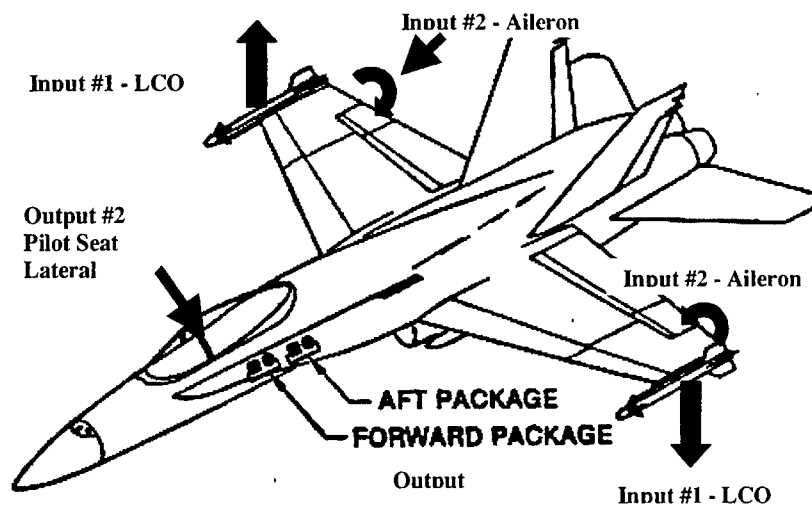 Input #2 - Aileron
Input #1 - LCO
Output #2
Pilot Seat
Lateral
Input #2 - Aileron
AFT PACKAGE
FORWARD PACKAGE
Output
Input #1 - LCO